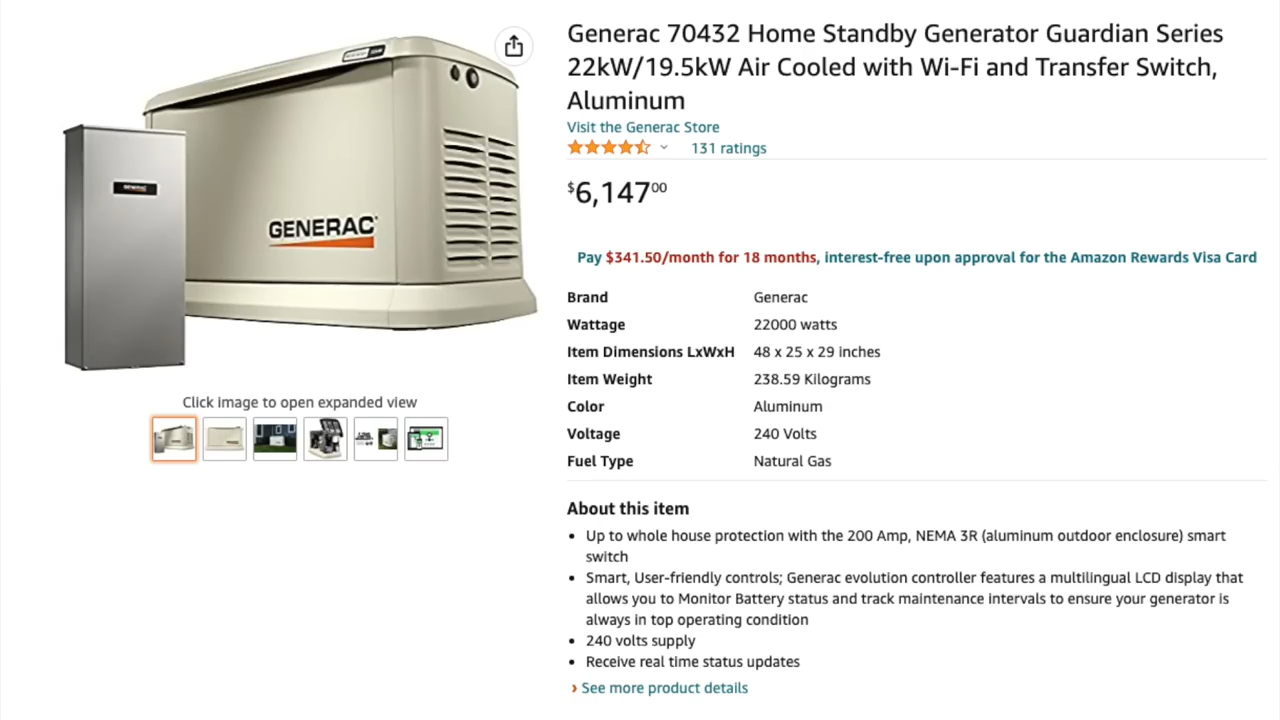 Generac 70432 Home Standby Generator Guardian Series
22kW/19.5kW Air Cooled with Wi-Fi and Transfer Switch,
Aluminum
Visit the Generac Store
131 ratings
$6,14700
Pay $341.50/month for 18 months, interest-free upon approval for the Amazon Rewards Visa Card
Brand Generac
Wattage 22000 watts
Item Dimensions LxWxH 48 x 25 x 29 inches
Item Weight 238.59 Kilograms
Color Aluminum
Voltage 240 Volts
Fuel Type Natural Gas
About this item
• Up to whole house protection with the 200 Amp, NEMA 3R (aluminum outdoor enclosure) smart
switch
• Smart, User-friendly controls; Generac evolution controller features a multilingual LCD display that
allows you to Monitor Battery status and track maintenance intervals to ensure your generator is
always in top operating condition
• 240 volts supply
• Receive real time status updates
› See more product details
GENERAC
GENERAC
Click image to open expanded view